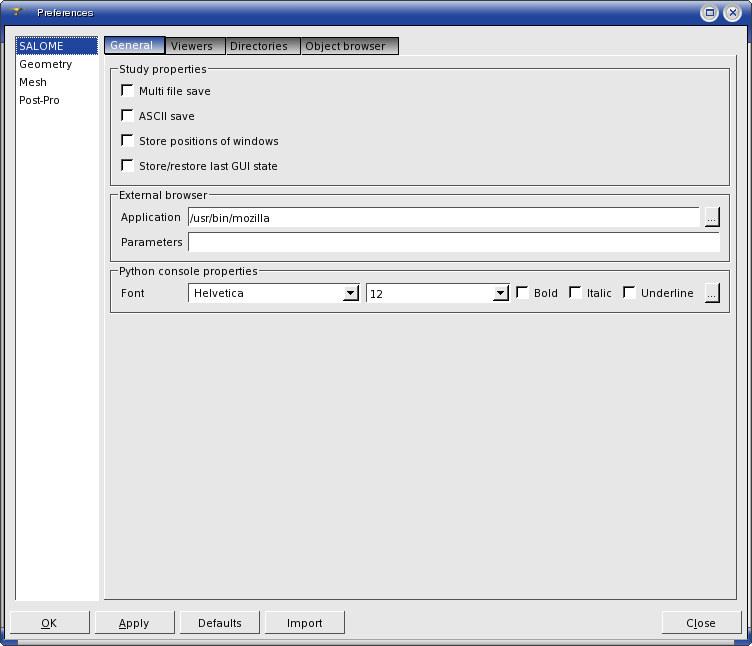 Preferences
SALOME
Geometry
Mesh
Post-Pro
General Viewers Directories Object browser
Study properties
Multi file save
ASCII save
Store positions of windows
Store/restore last GUI state
External browser
Application /usr/bin/mozilla ...
Parameters
Python console properties
Font Helvetica 12 Bold Italic Underline ...
OK Apply Defaults Import Close